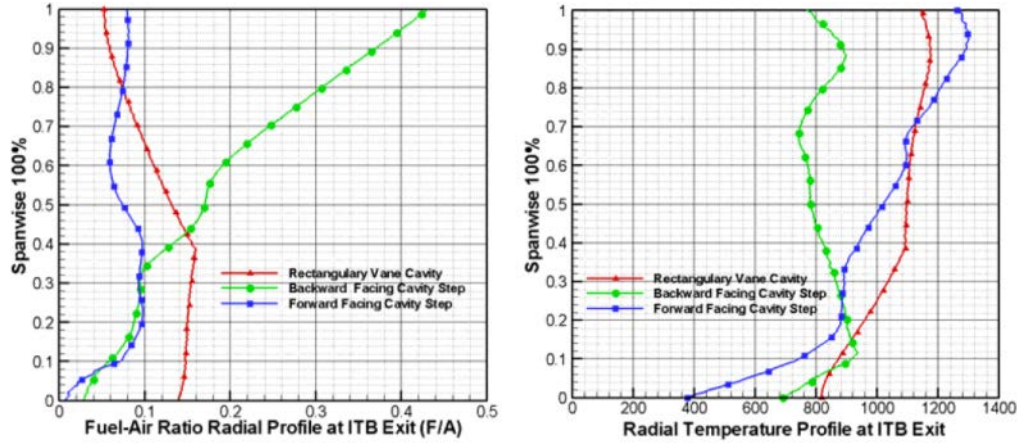 1
0.9
0.8
0.7
0.6
0.5
0.4
0.3
0.2
0.1
0
Spanwise 100%
Rectangulary Vane Cavity
Backward Facing Cavity Step
Forward Facing Cavity Step
0 0.1 0.2 0.3 0.4 0.5
Fuel-Air Ratio Radial Profile at ITB Exit (F/A)
1
0.9
0.8
0.7
0.6
0.5
0.4
0.3
0.2
0.1
0
Spanwise 100%
Rectangulary Vane Cavity
Backward Facing Cavity Step
Forward Facing Cavity Step
0 200 400 600 800 1000 1200 1400
Radial Temperature Profile at ITB Exit